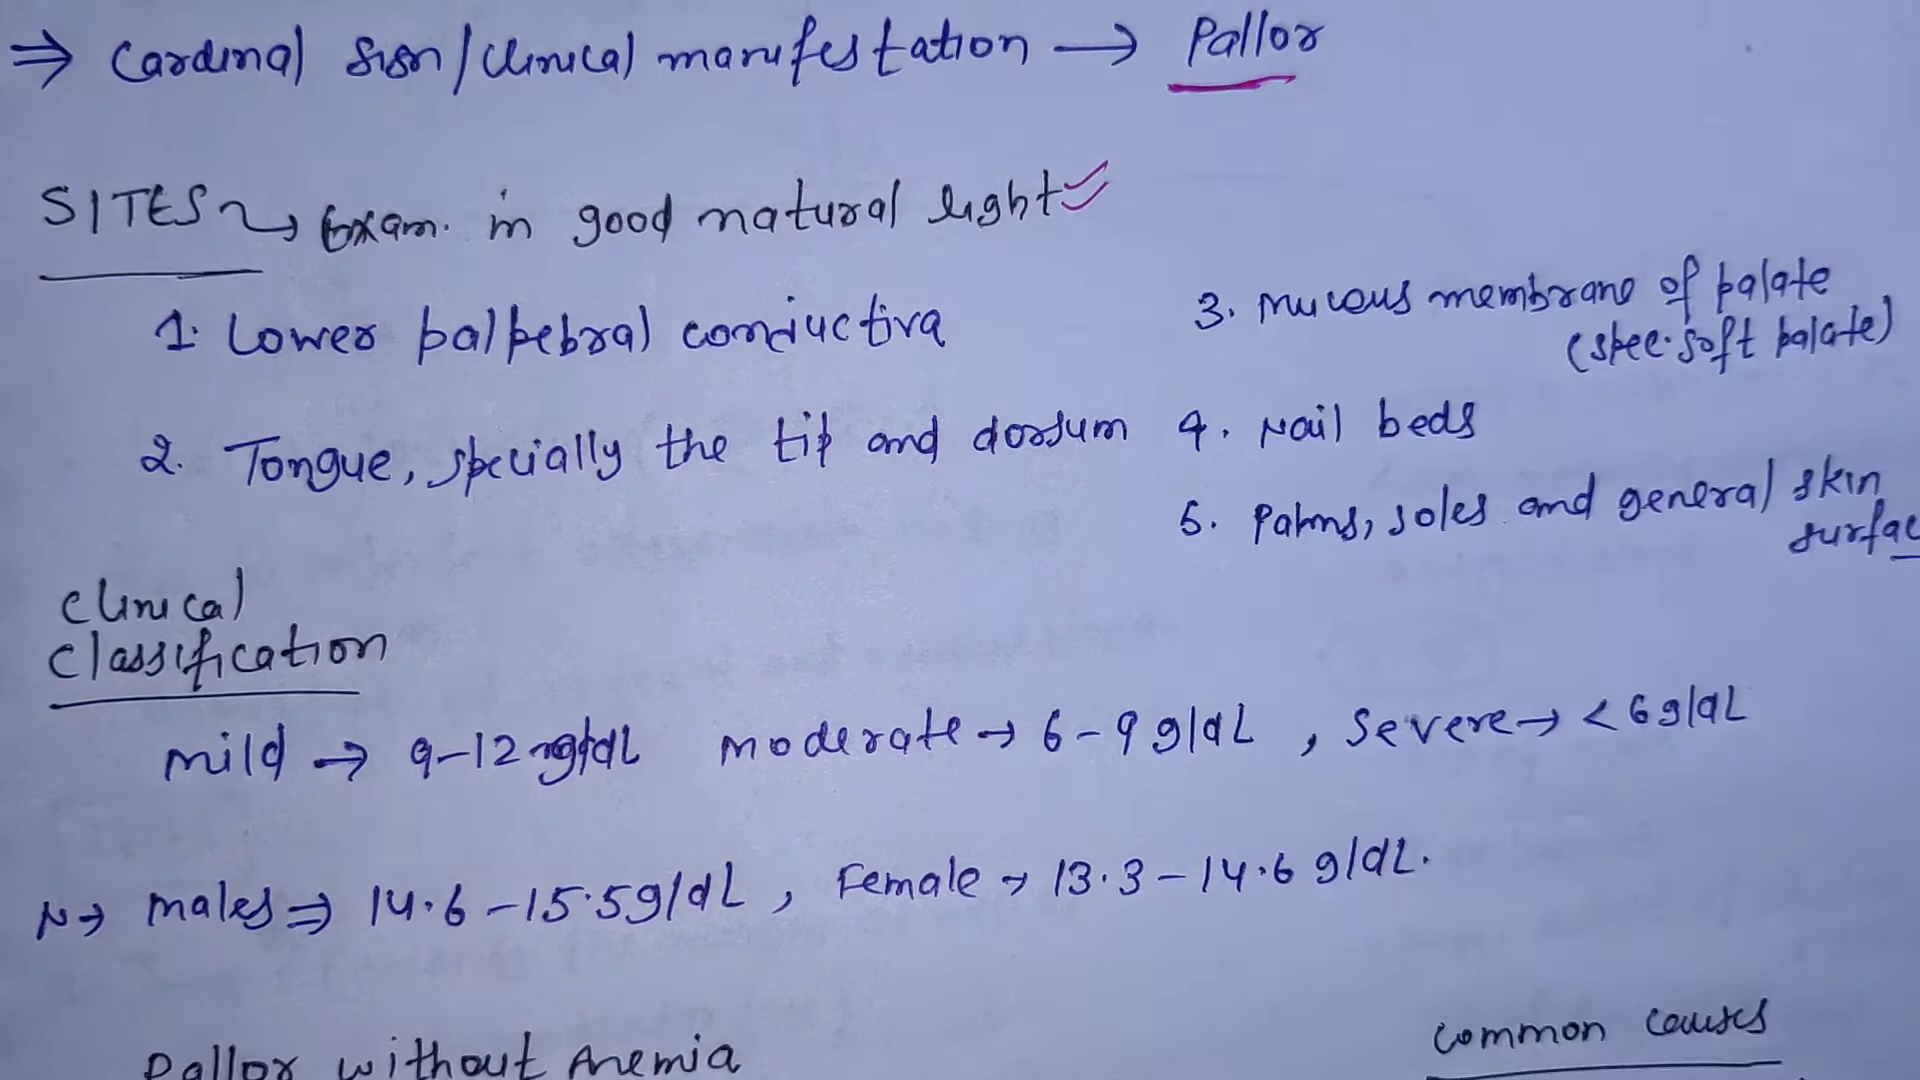 ⇒ Cardinal sign/clinical manifestation → Pallor
SITES → Exam. in good natural light
1. Lower palpebral conjuctiva
2. Tongue, specially the tip and dorsum
3. Mucous membrane of palate
(spec. soft palate)
4. Nail beds
5. Palms, soles and general skin
surfac
Clinical
Classification
mild → 9-12 g/dL moderate → 6-9 g/dL , Severe → <6g/dL
N → males ⇒ 14.6-15.5g/dL , Female → 13.3-14.6 g/dL.
Pallor without Anemia
Common causes